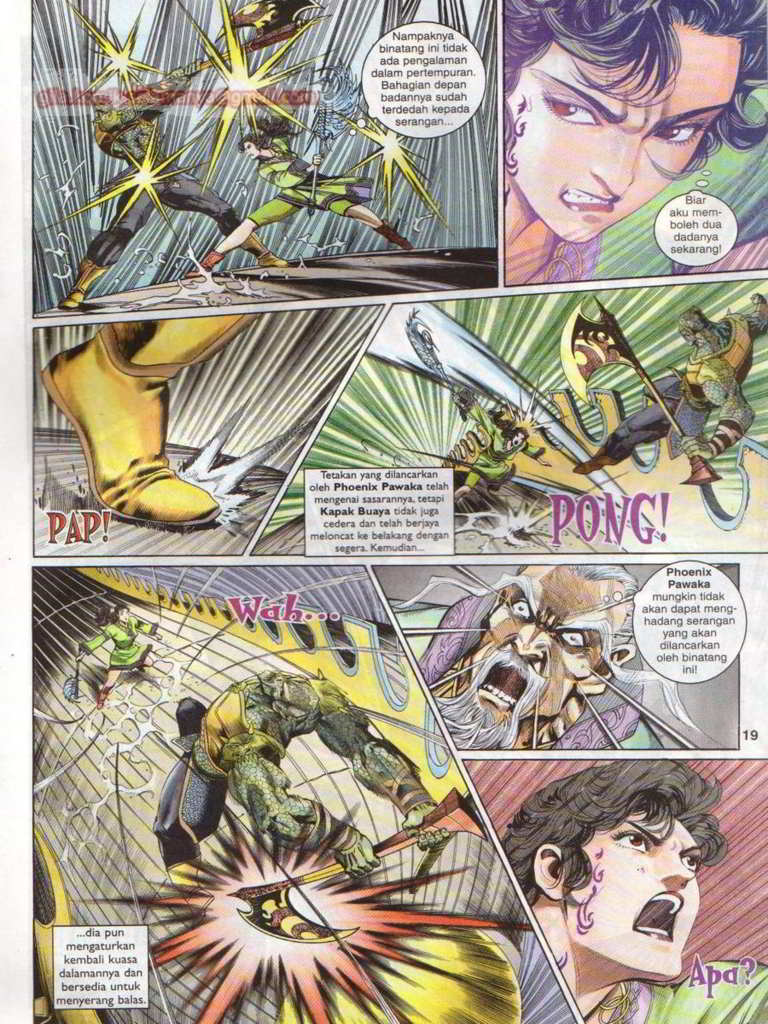 Nampaknya
binatang ini tidak
ada pengalaman
dalam pertempuran.
Bahagian depan
badannya sudah
terdedah kepada
serangan...
Biar
aku mem-
boleh dua
dadanya
sekarang!
PAP!
Tetakan yang dilancarkan
oleh Phoenix Pawaka telah
mengenai sasarannya, tetapi
Kapak Buaya tidak juga
cedera dan telah berjaya
meloncat ke belakang dengan
segera. Kemudian...
PONG!
Wah...
Phoenix
Pawaka
mungkin tidak
akan dapat meng-
hadang serangan
yang akan
dilancarkan oleh
binatang
ini!
19
...dia pun
mengaturkan
kembali kuasa
dalamannya dan
bersedia untuk
menyerang balas.
Apa?